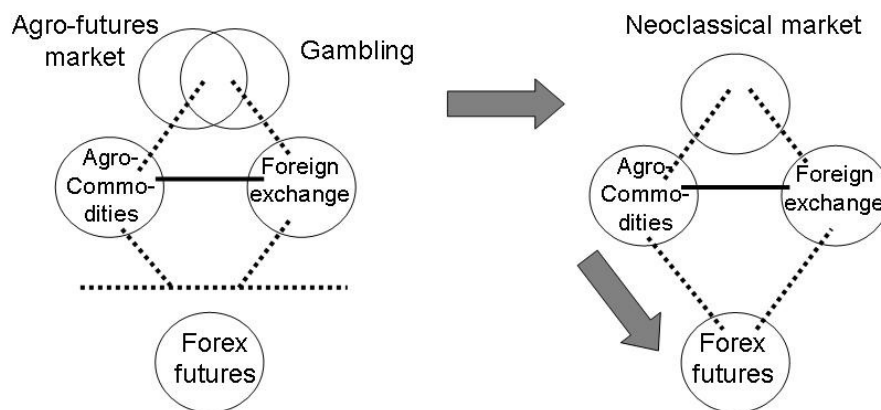 Agro-futures
market
Gambling
Neoclassical market
Agro-
Commo-
dities
Foreign
exchange
Agro-
Commo-
dities
Foreign
exchange
Forex
futures
Forex
futures